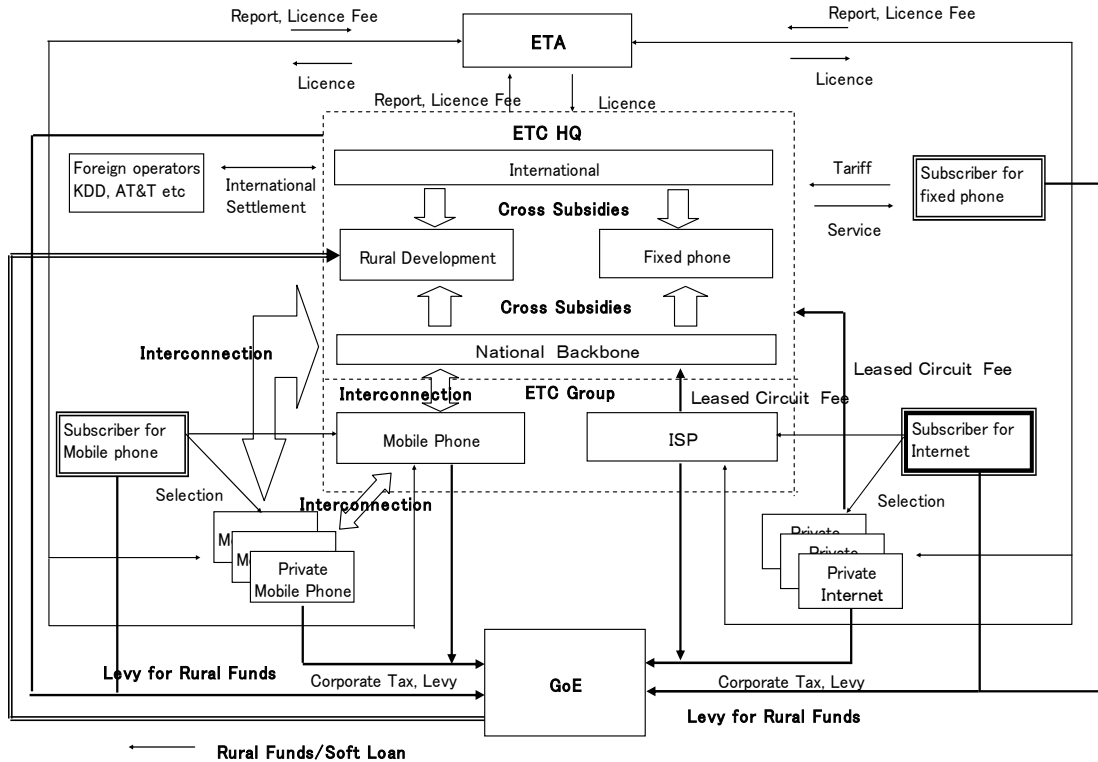 Report, Licence Fee
Report, Licence Fee
ETA
Licence
Licence
Report, Licence Fee
Licence
ETC HQ
Foreign operators
KDD, AT&T etc
International
Settlement
International
Tariff
Subscriber for
fixed phone
Cross Subsidies
Service
Rural Development
Fixed phone
Cross Subsidies
Interconnection
National Backbone
Leased Circuit Fee
Interconnection
ETC Group
Leased Circuit Fee
Subscriber for
Mobile phone
Mobile Phone
ISP
Subscriber for
Internet
Selection
Interconnection
Selection
M
M
Private
Mobile Phone
Private
Private
Private
Internet
Levy for Rural Funds
Corporate Tax, Levy
GoE
Corporate Tax, Levy
Levy for Rural Funds
Rural Funds/Soft Loan